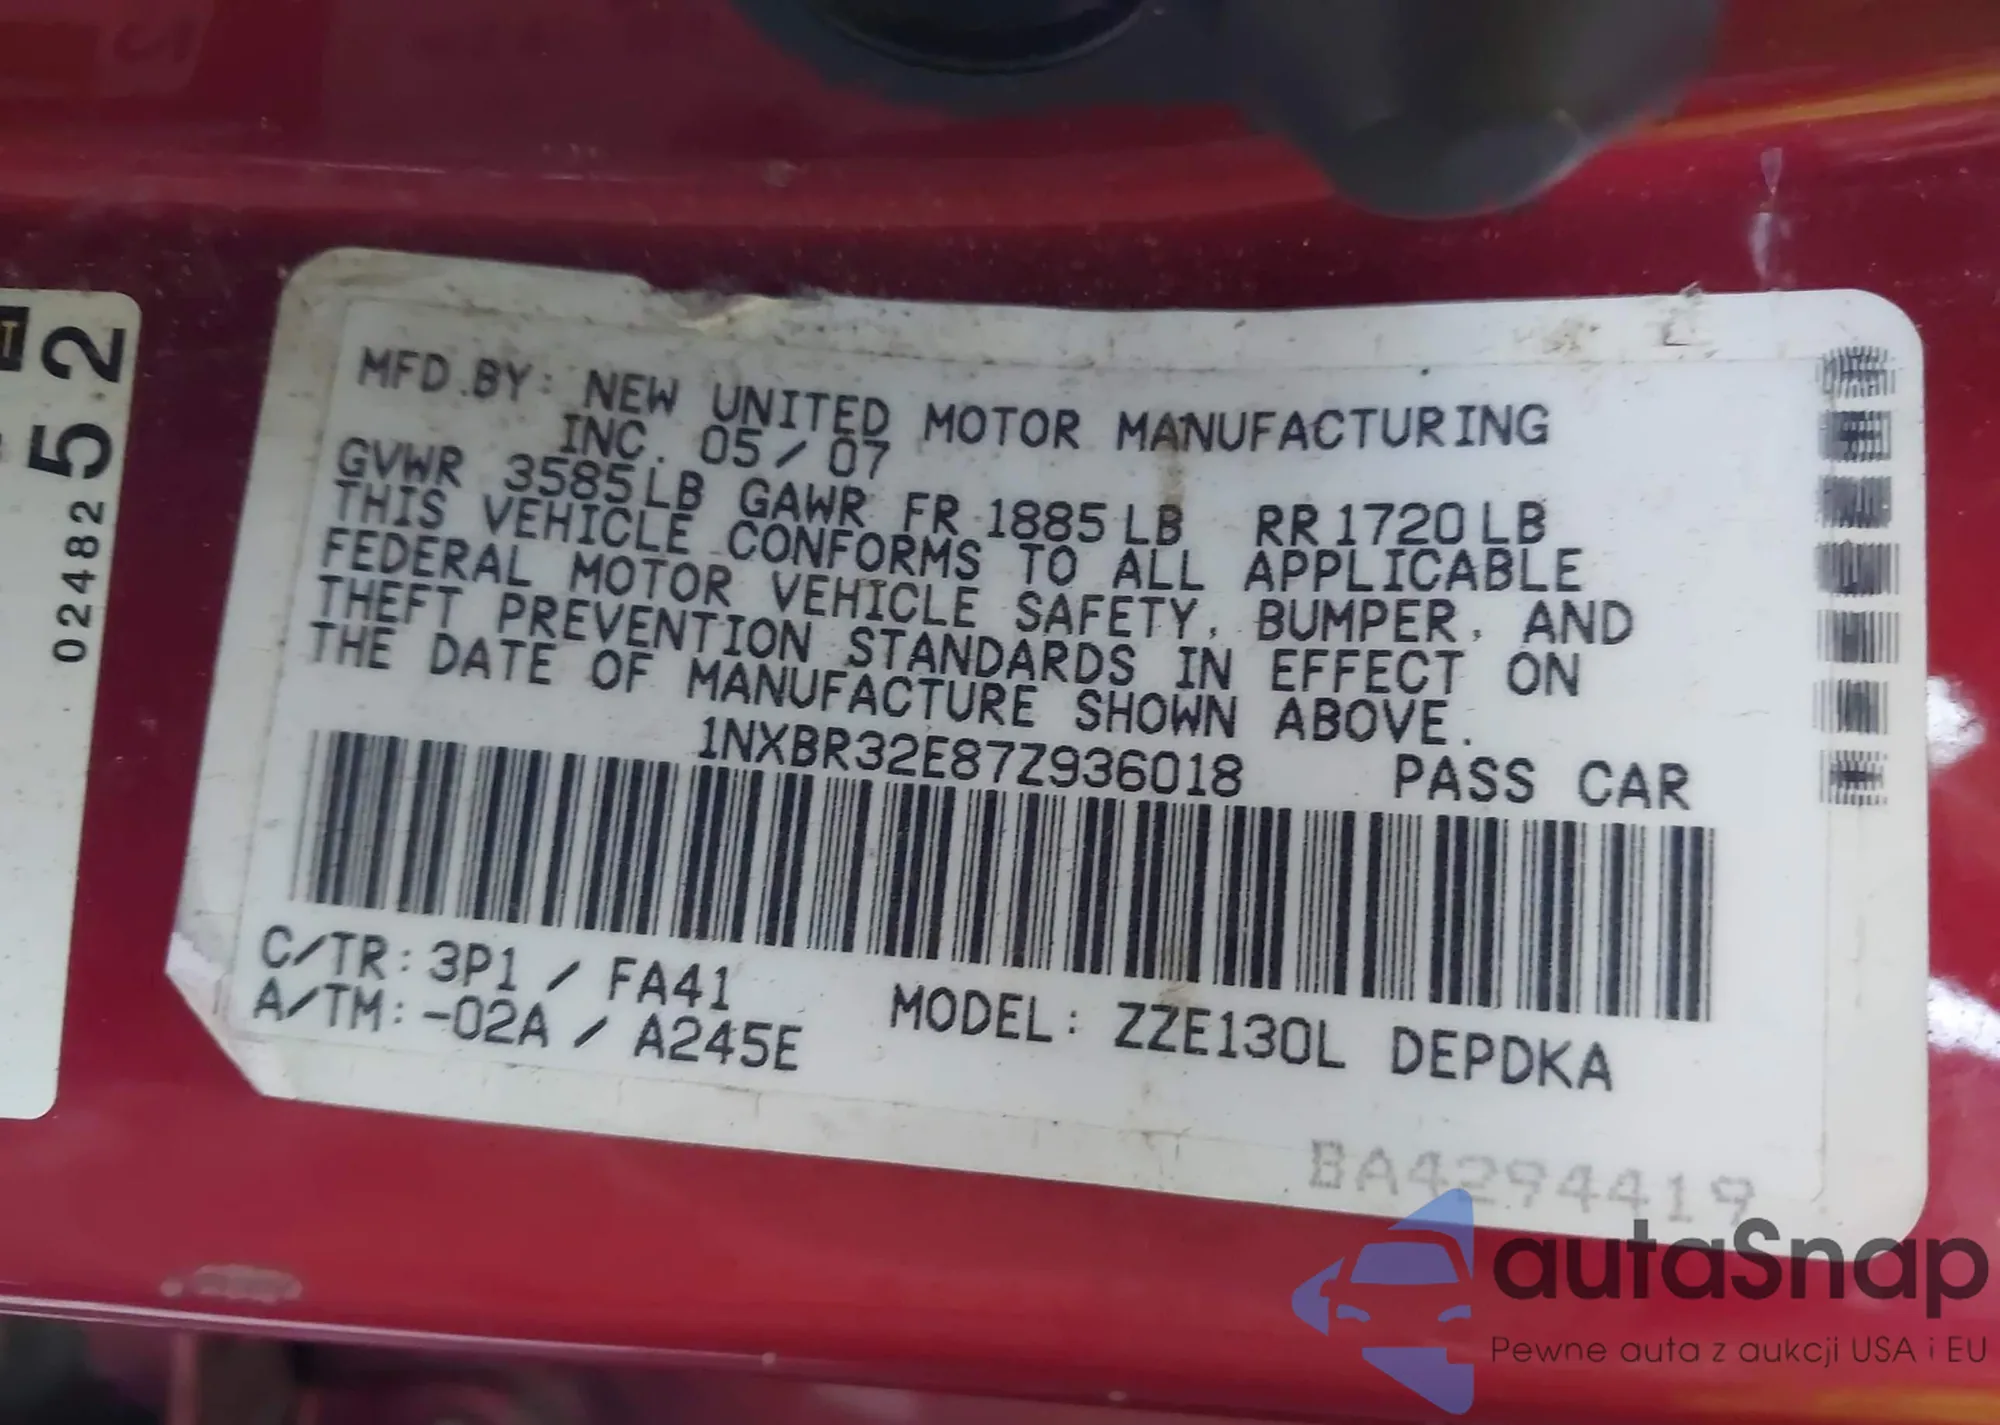 52
02482
MFD.BY: NEW UNITED MOTOR MANUFACTURING
INC. 05/07
GVWR 3585LB GAWR FR 1885LB RR1720LB
THIS VEHICLE CONFORMS TO ALL APPLICABLE
FEDERAL MOTOR VEHICLE SAFETY, BUMPER, AND
THEFT PREVENTION STANDARDS IN EFFECT ON
THE DATE OF MANUFACTURE SHOWN ABOVE.
1NXBR32E87Z936018 PASS CAR
C/TR: 3P1 / FA41
A/TM: -02A / A245E
MODEL: ZZE130L DEPDKA
BA4294419
autaSnap
Pewne auta z aukcji USA i EU